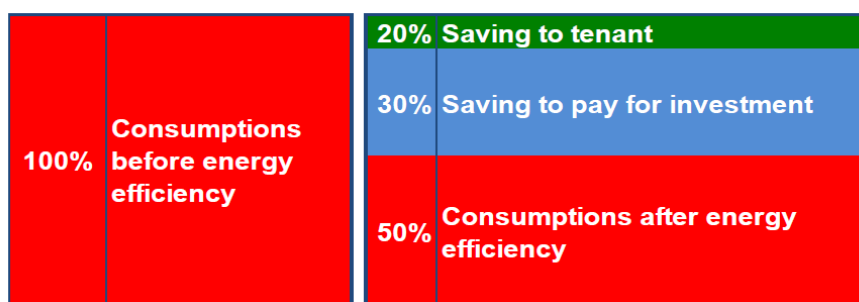 100%
Consumptions
before energy
efficiency
20% Saving to tenant
30% Saving to pay for investment
50%
Consumptions after energy
efficiency